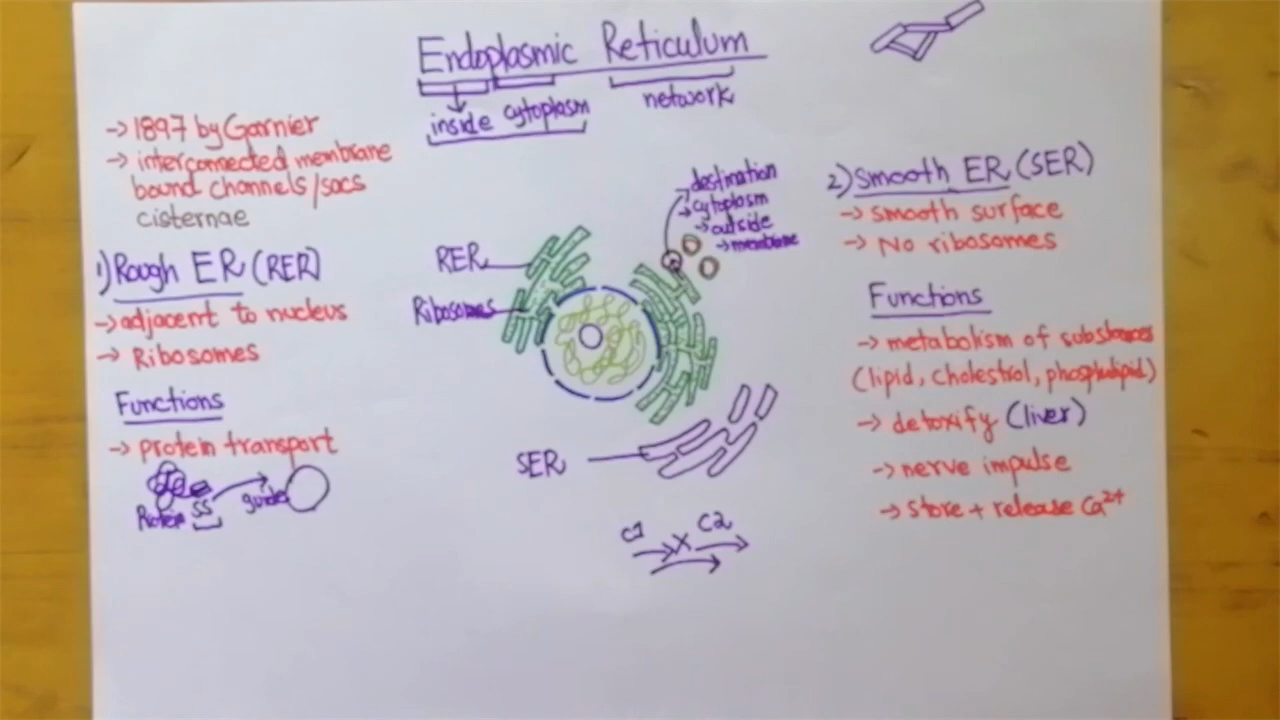 Endoplasmic Reticulum
inside cytoplasm
network
-> 1897 by Garnier
-> interconnected membrane
bound channels/sacs
cisternae
1) Rough ER (RER)
-> adjacent to nucleus
-> Ribosomes
Functions
-> protein transport
Protein SS guides
RER
Ribosomes
destination
-> cytoplasm
-> outside
-> membrane
SER
C1 X C2
2) Smooth ER (SER)
-> smooth surface
-> No ribosomes
Functions
-> metabolism of substances
(lipid, cholestrol, phospholipid)
-> detoxify (liver)
-> nerve impulse
-> store + release Ca2+